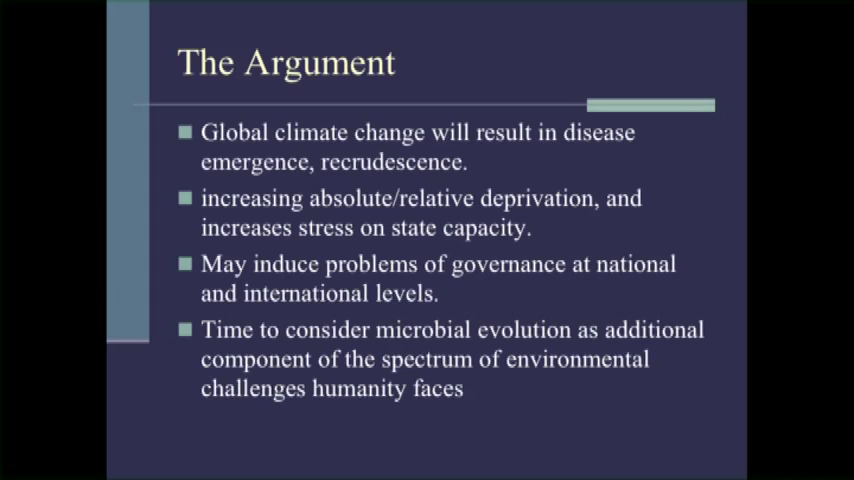 The Argument
Global climate change will result in disease
emergence, recrudescence.
increasing absolute/relative deprivation, and
increases stress on state capacity.
May induce problems of governance at national
and international levels.
Time to consider microbial evolution as additional
component of the spectrum of environmental
challenges humanity faces